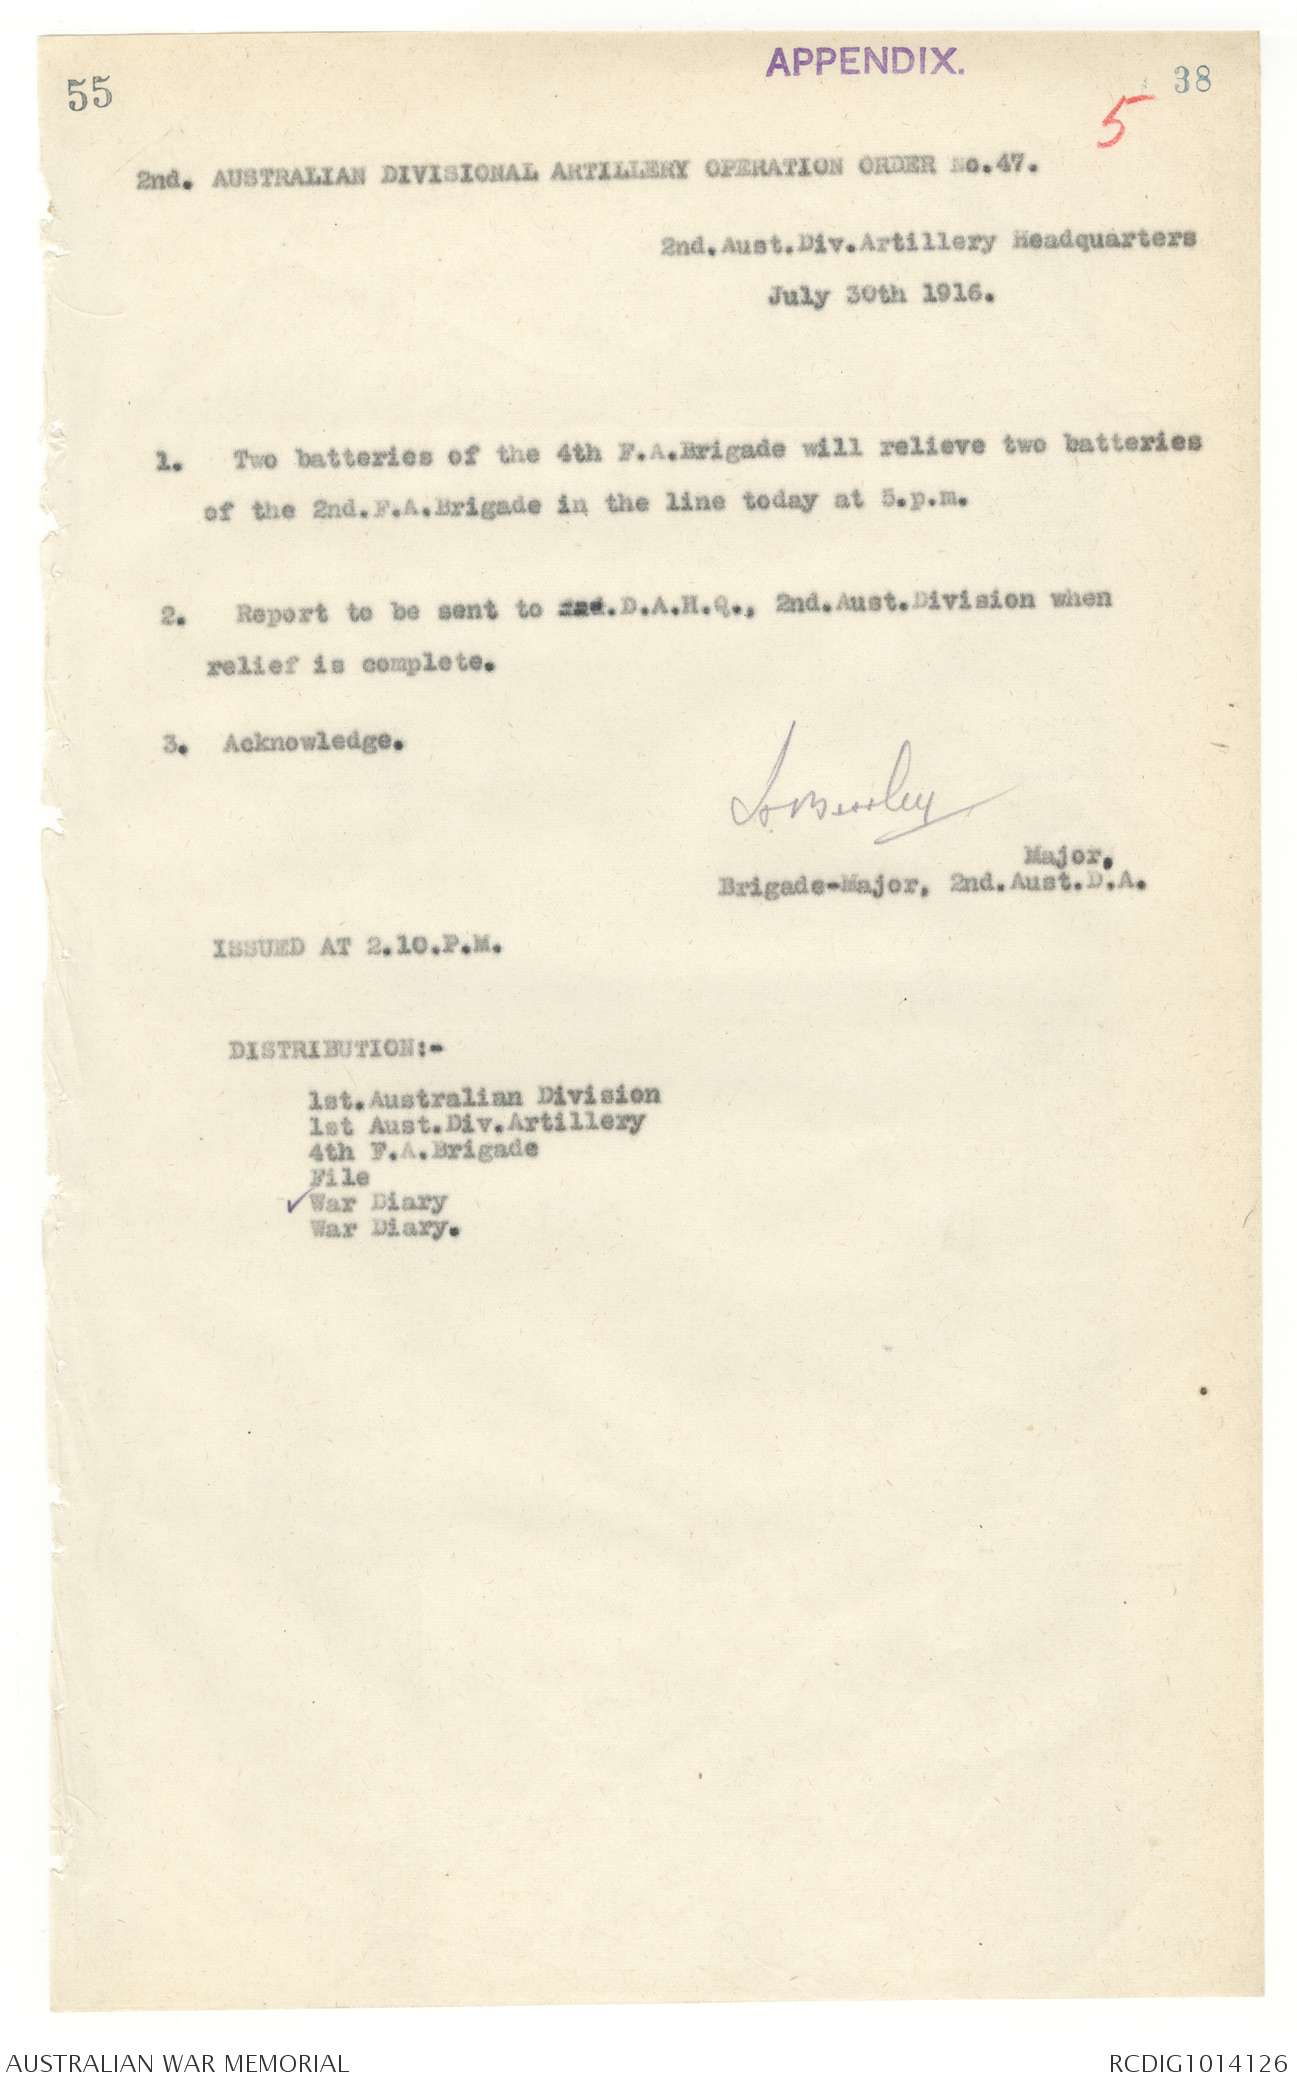 55
APPENDIX.
38
5
2nd. AUSTRALIAN DIVISIONAL ARTILLERY OPERATION ORDER No.47.
2nd.Aust.Div.Artillery Headquarters
July 30th 1916.
1. Two batteries of the 4th F.A.Brigade will relieve two batteries
of the 2nd.F.A.Brigade in the line today at 5.p.m.
2. Report to be sent to 2nd.D.A.H.Q., 2nd.Aust.Division when
relief is complete.
3. Acknowledge.
Major,
Brigade-Major, 2nd.Aust.D.A.
ISSUED AT 2.10.P.M.
DISTRIBUTION:-
1st.Australian Division
1st Aust.Div.Artillery
4th F.A.Brigade
File
✓War Diary
War Diary.
AUSTRALIAN WAR MEMORIAL
RCDIG1014126